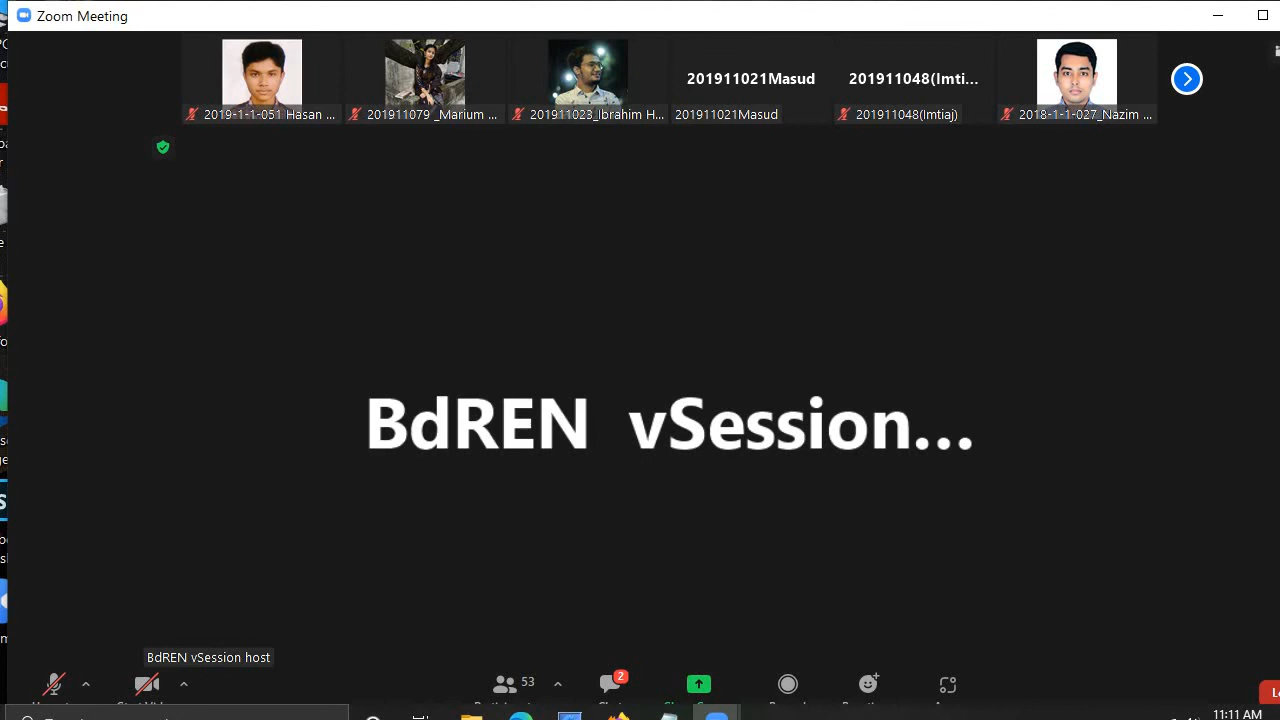 Zoom Meeting
201911021Masud
201911048(Imti...
2019-1-1-051 Hasan ...
201911079 _Marium ...
201911023_Ibrahim H...
201911021Masud
201911048(Imtiaj)
2018-1-1-027_Nazim ...
BdREN vSession...
BdREN vSession host
53
2
11:11 AM